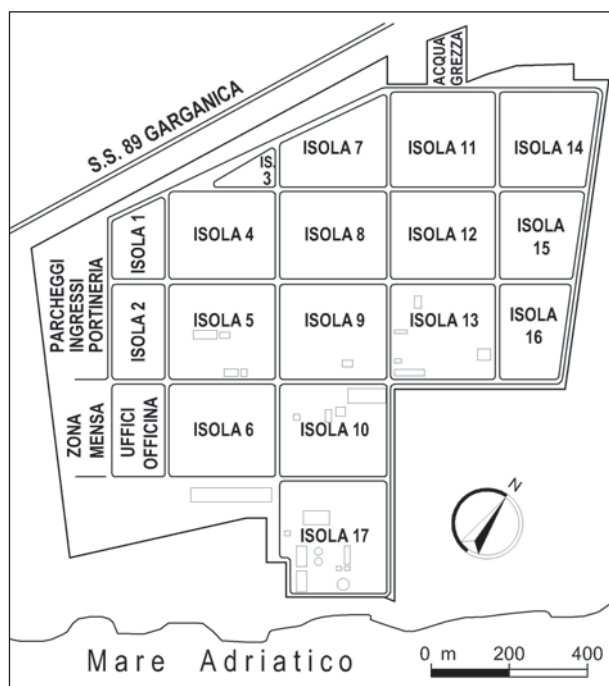 ACQUA
GREZZA
S.S. 89 GARGANICA
ISOLA 7
ISOLA 11
ISOLA 14
IS.
3
ISOLA 1
ISOLA 4
ISOLA 8
ISOLA 12
ISOLA
15
PARCHEGGI
INGRESSI
PORTINERIA
ISOLA 2
ISOLA 5
ISOLA 9
ISOLA 13
ISOLA
16
ZONA
MENSA
UFFICI
OFFICINA
ISOLA 6
ISOLA 10
ISOLA 17
N
Mare Adriatico
0 m 200 400